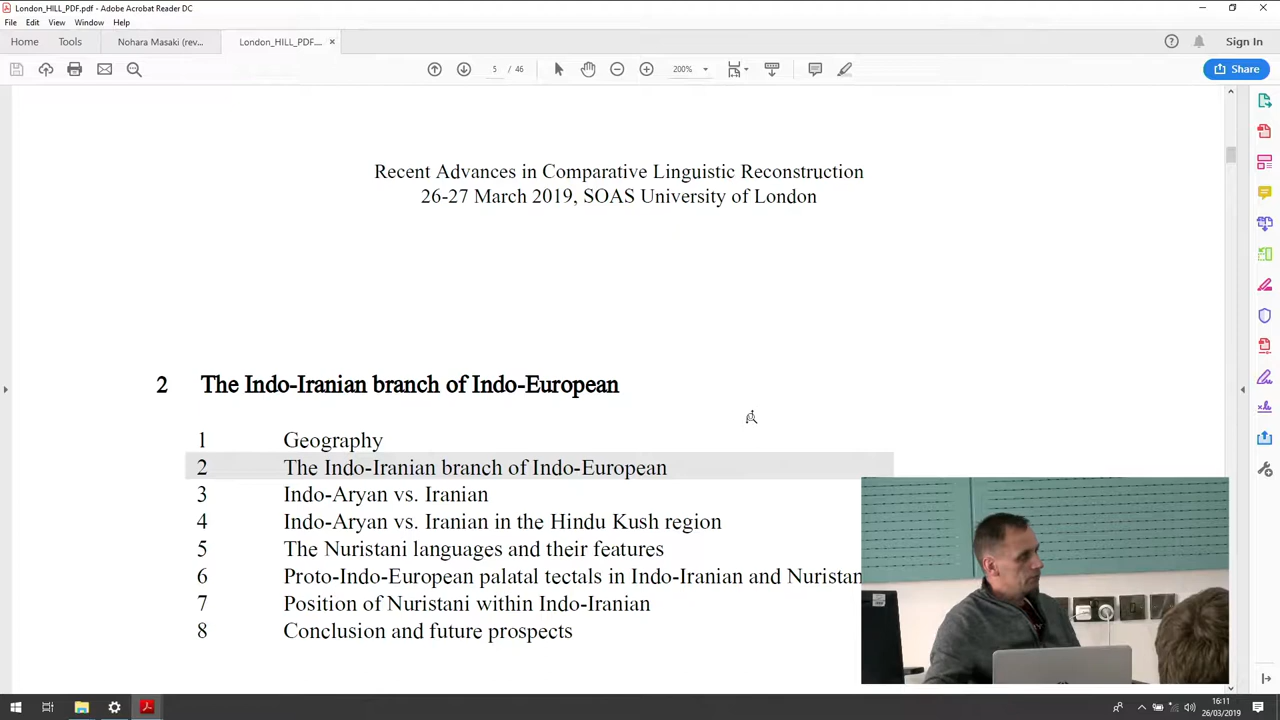 London_HILL_PDF.pdf - Adobe Acrobat Reader DC
File Edit View Window Help
Home Tools Nohara Masaki (rev... London_HILL_PDF.... ×
Sign In
5 / 46 200% Share
Recent Advances in Comparative Linguistic Reconstruction
26-27 March 2019, SOAS University of London
2 The Indo-Iranian branch of Indo-European
1 Geography
2 The Indo-Iranian branch of Indo-European
3 Indo-Aryan vs. Iranian
4 Indo-Aryan vs. Iranian in the Hindu Kush region
5 The Nuristani languages and their features
6 Proto-Indo-European palatal tectals in Indo-Iranian and Nuristan
7 Position of Nuristani within Indo-Iranian
8 Conclusion and future prospects
16:11
26/03/2019